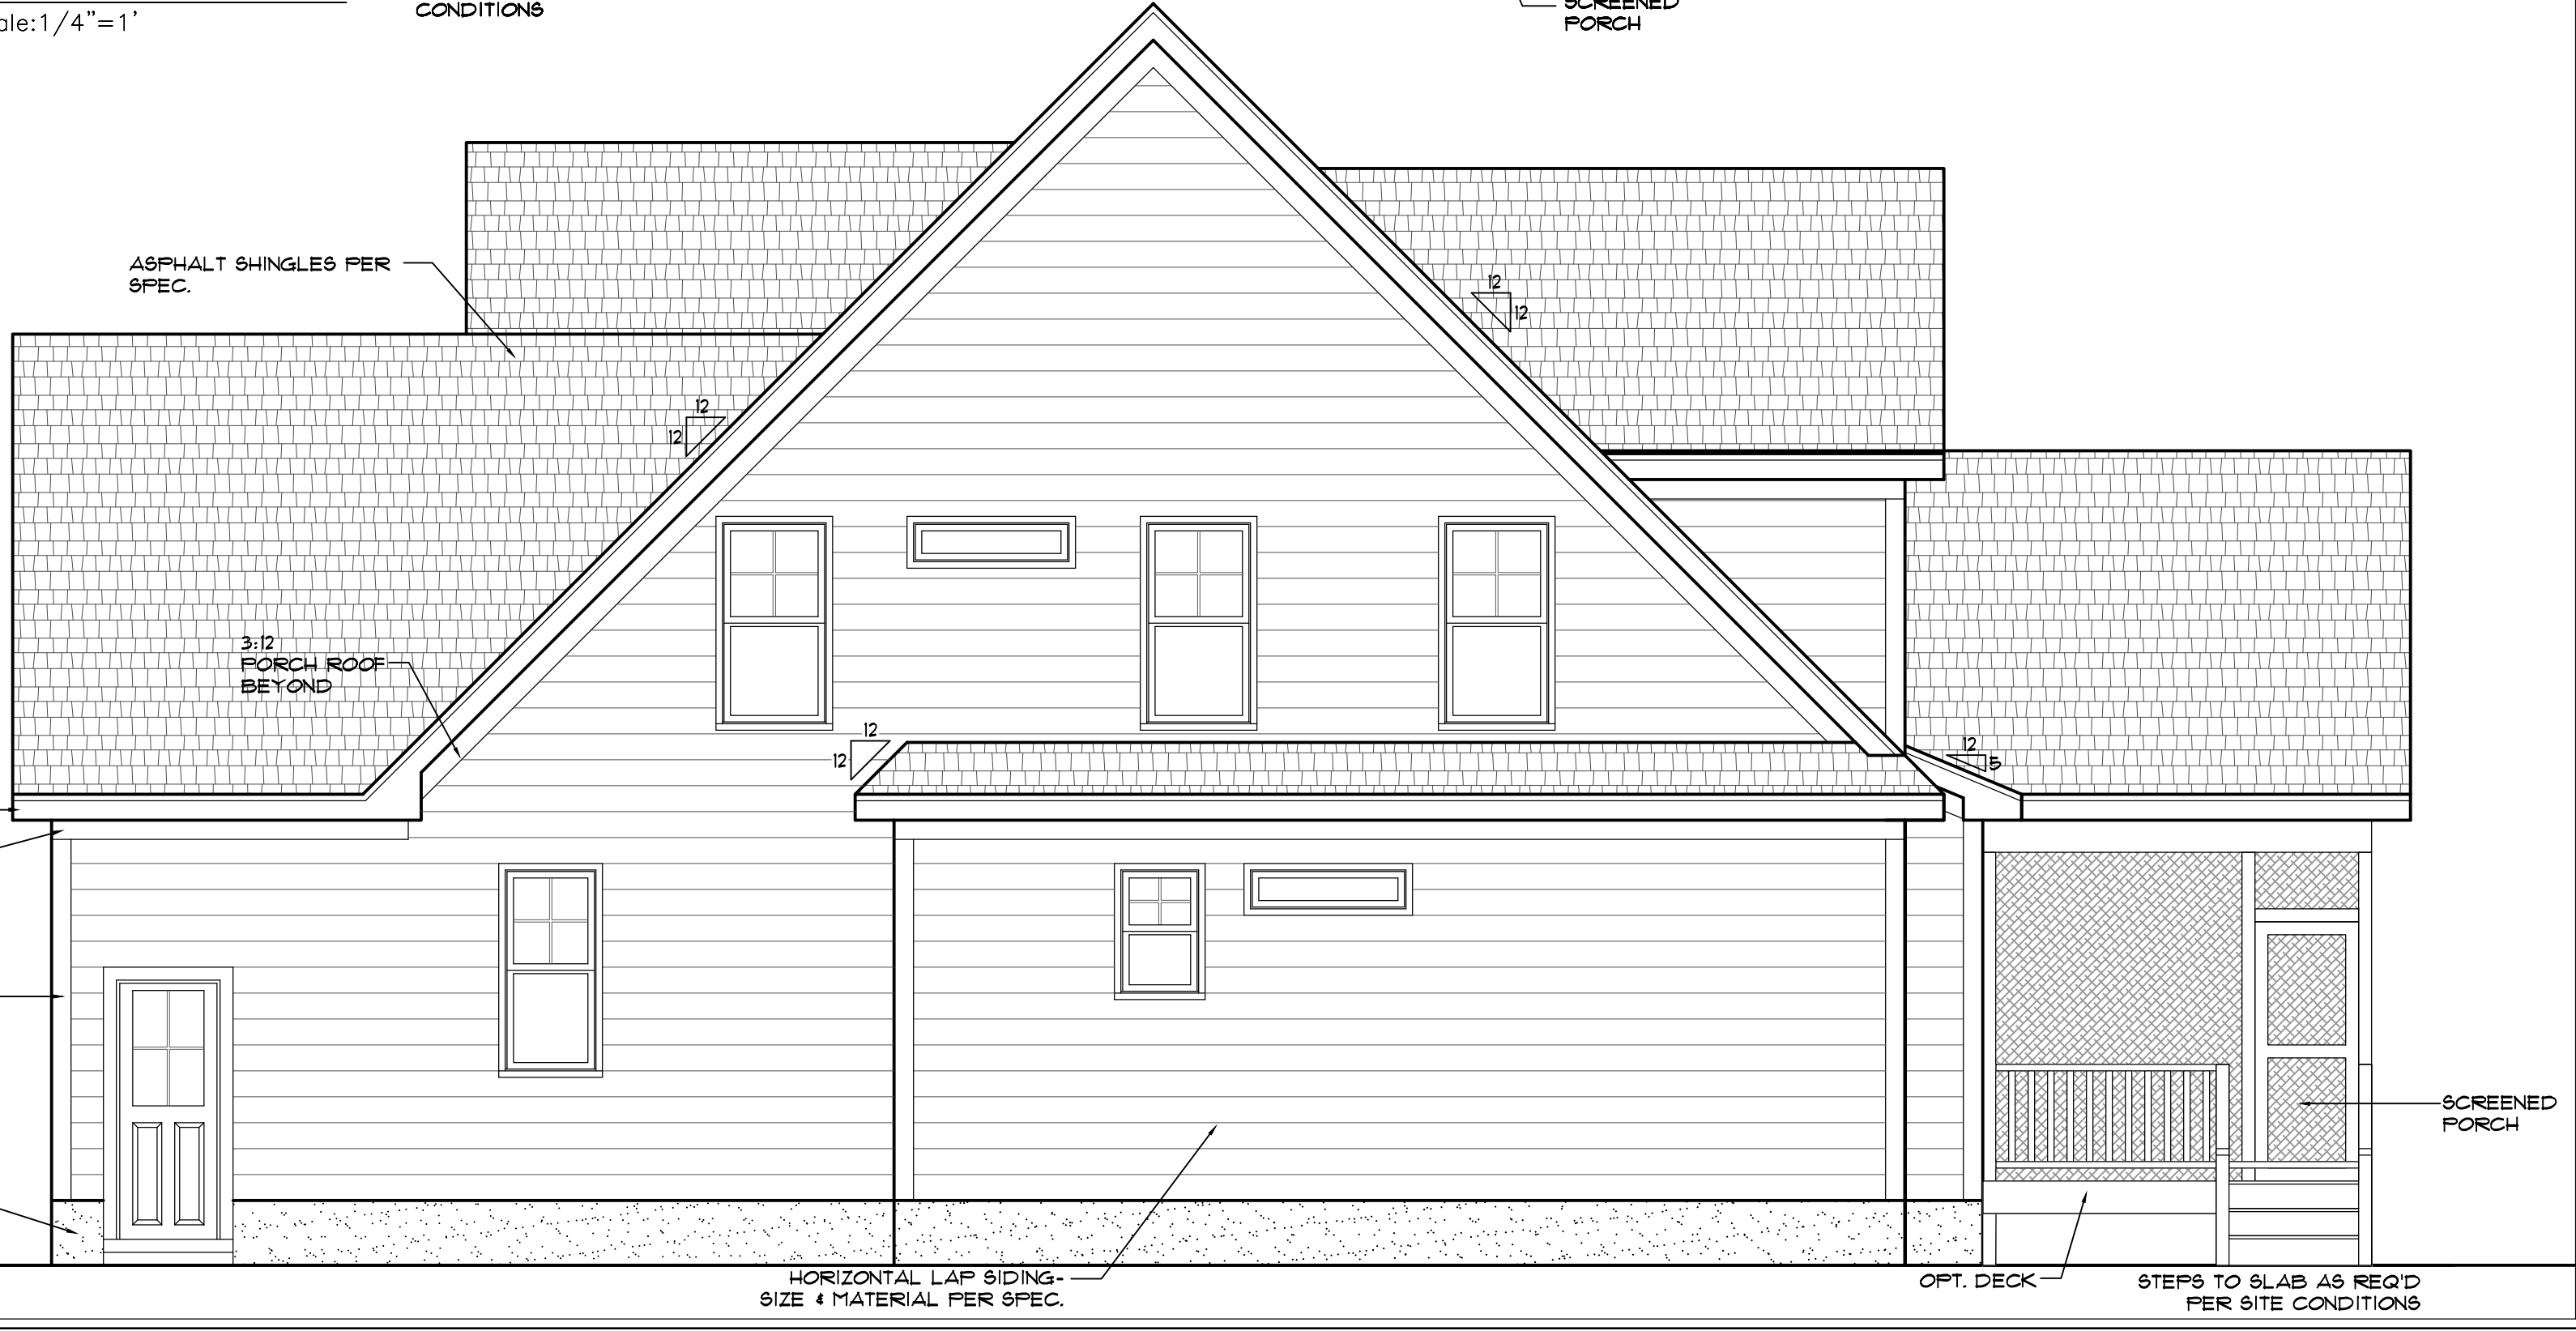 ale:1/4"=1'
CONDITIONS
SCREENED
PORCH
ASPHALT SHINGLES PER
SPEC.
12
12
12
12
3:12
PORCH ROOF
BEYOND
12
12
12
5
SCREENED
PORCH
HORIZONTAL LAP SIDING-
SIZE & MATERIAL PER SPEC.
OPT. DECK
STEPS TO SLAB AS REQ'D
PER SITE CONDITIONS